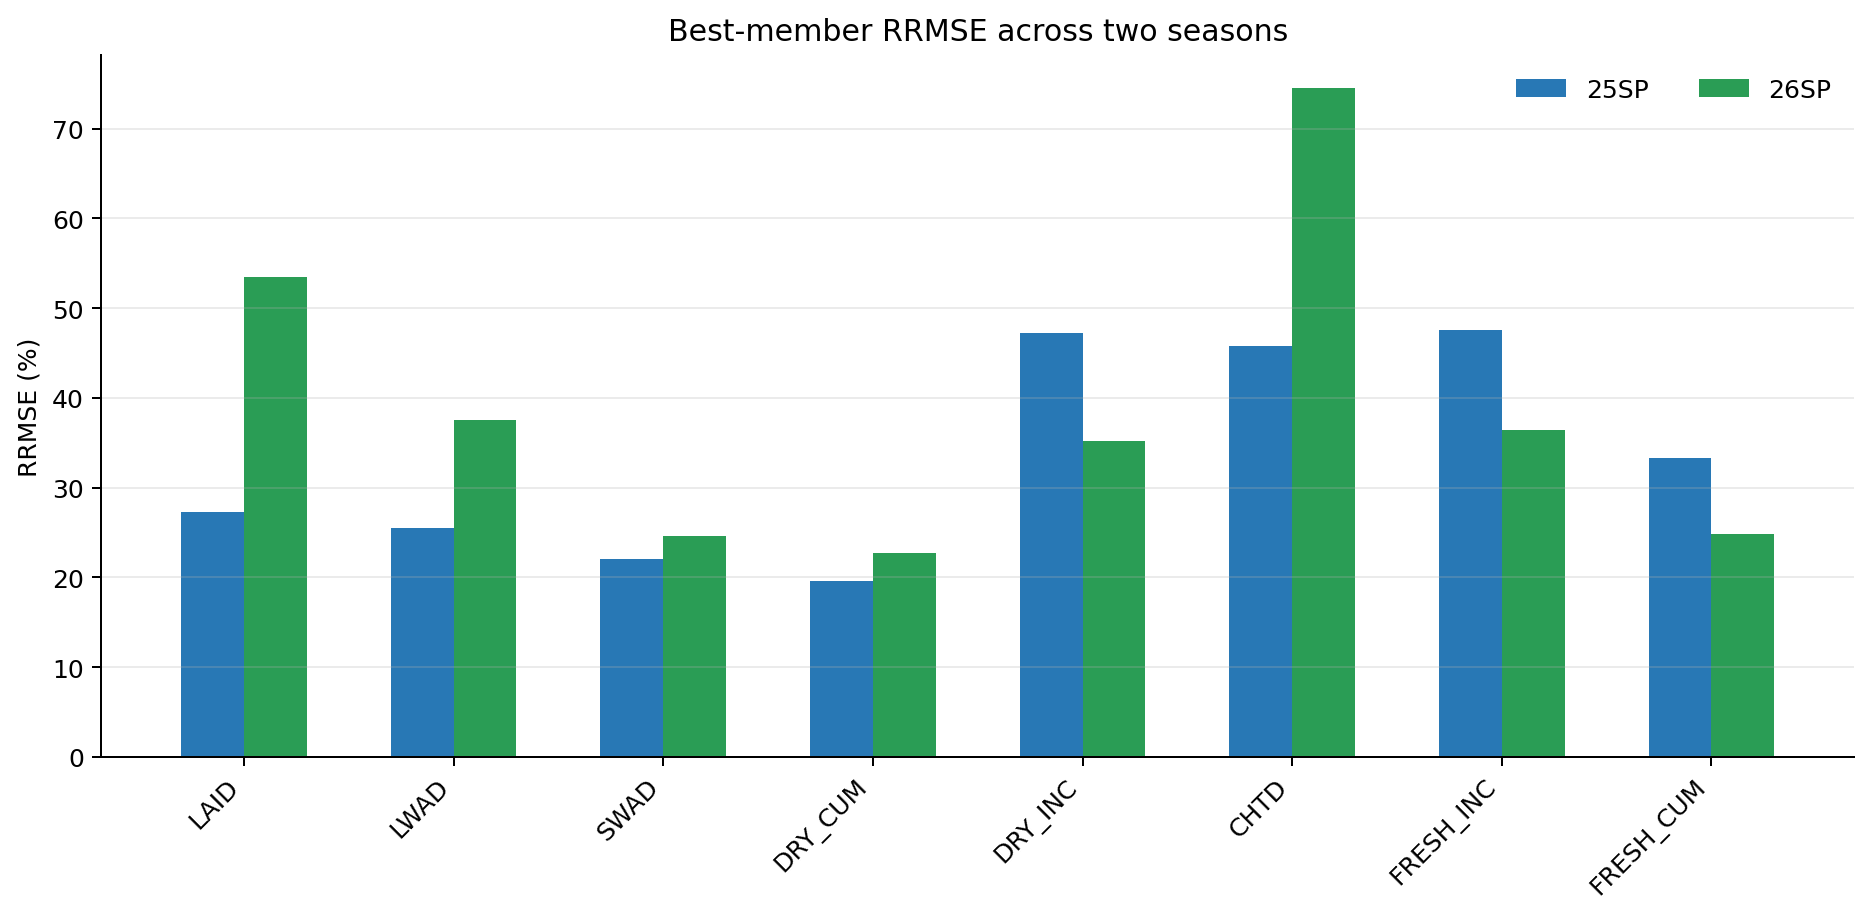 Best-member RRMSE across two seasons
25SP 26SP
RRMSE (%)
70
60
50
40
30
20
10
0
LAID
LWAD
SWAD
DRY_CUM
DRY_INC
CHTD
FRESH_INC
FRESH_CUM